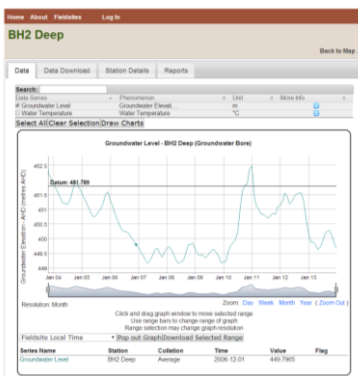 Home About Fieldsites Log In
BH2 Deep
Back to Map
Data Data Download Station Details Reports
Search:
Data Series Phenomenon Unit More Info
Groundwater Level Groundwater Elevati... m
Water Temperature Water Temperature °C
Select All Clear Selection Draw Charts
Groundwater Level - BH2 Deep (Groundwater Bore)
Groundwater Elevation - AHD (metres AHD)
452.5
Datum: 451.789
451.5
451
450.5
450
449.5
449
Jan 04 Jan 05 Jan 06 Jan 07 Jan 08 Jan 09 Jan 10 Jan 11 Jan 12 Jan 13
Resolution: Month Zoom: Day Week Month Year (Zoom Out)
Click and drag graph window to move selected range
Use range bars to change range of graph
Range selection may change graph resolution
Fieldsite Local Time Pop out Graph Download Selected Range
Series Name Station Collation Time Value Flag
Groundwater Level BH2 Deep Average 2006-12-01 449.7965